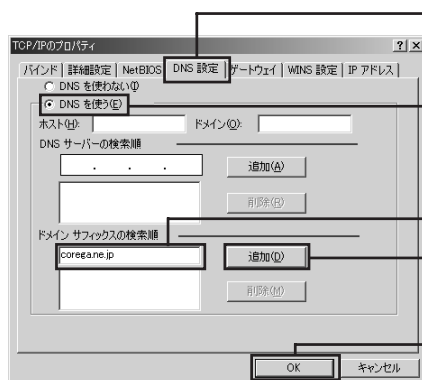 TCP/IPのプロパティ
バインド 詳細設定 NetBIOS DNS 設定 ゲートウェイ WINS 設定 IP アドレス
DNS を使わない(I)
DNS を使う(E)
ホスト(H): ドメイン(O):
DNS サーバーの検索順
. . . 追加(A)
削除(R)
ドメイン サフィックスの検索順
corega.ne.jp 追加(D)
削除(M)
OK キャンセル